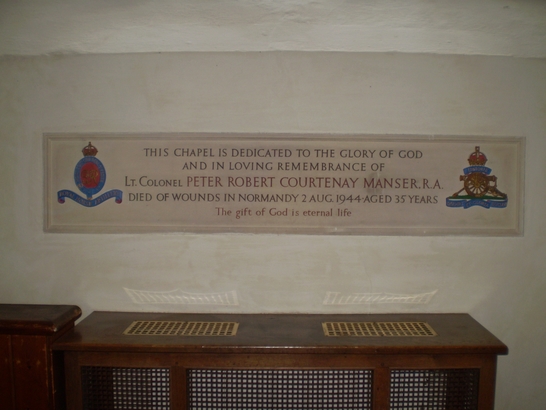 THIS CHAPEL IS DEDICATED TO THE GLORY OF GOD
AND IN LOVING REMEMBRANCE OF
LT. COLONEL PETER ROBERT COURTENAY MANSER, R.A.
DIED OF WOUNDS IN NORMANDY 2 AUG. 1944 AGED 35 YEARS
The gift of God is eternal life